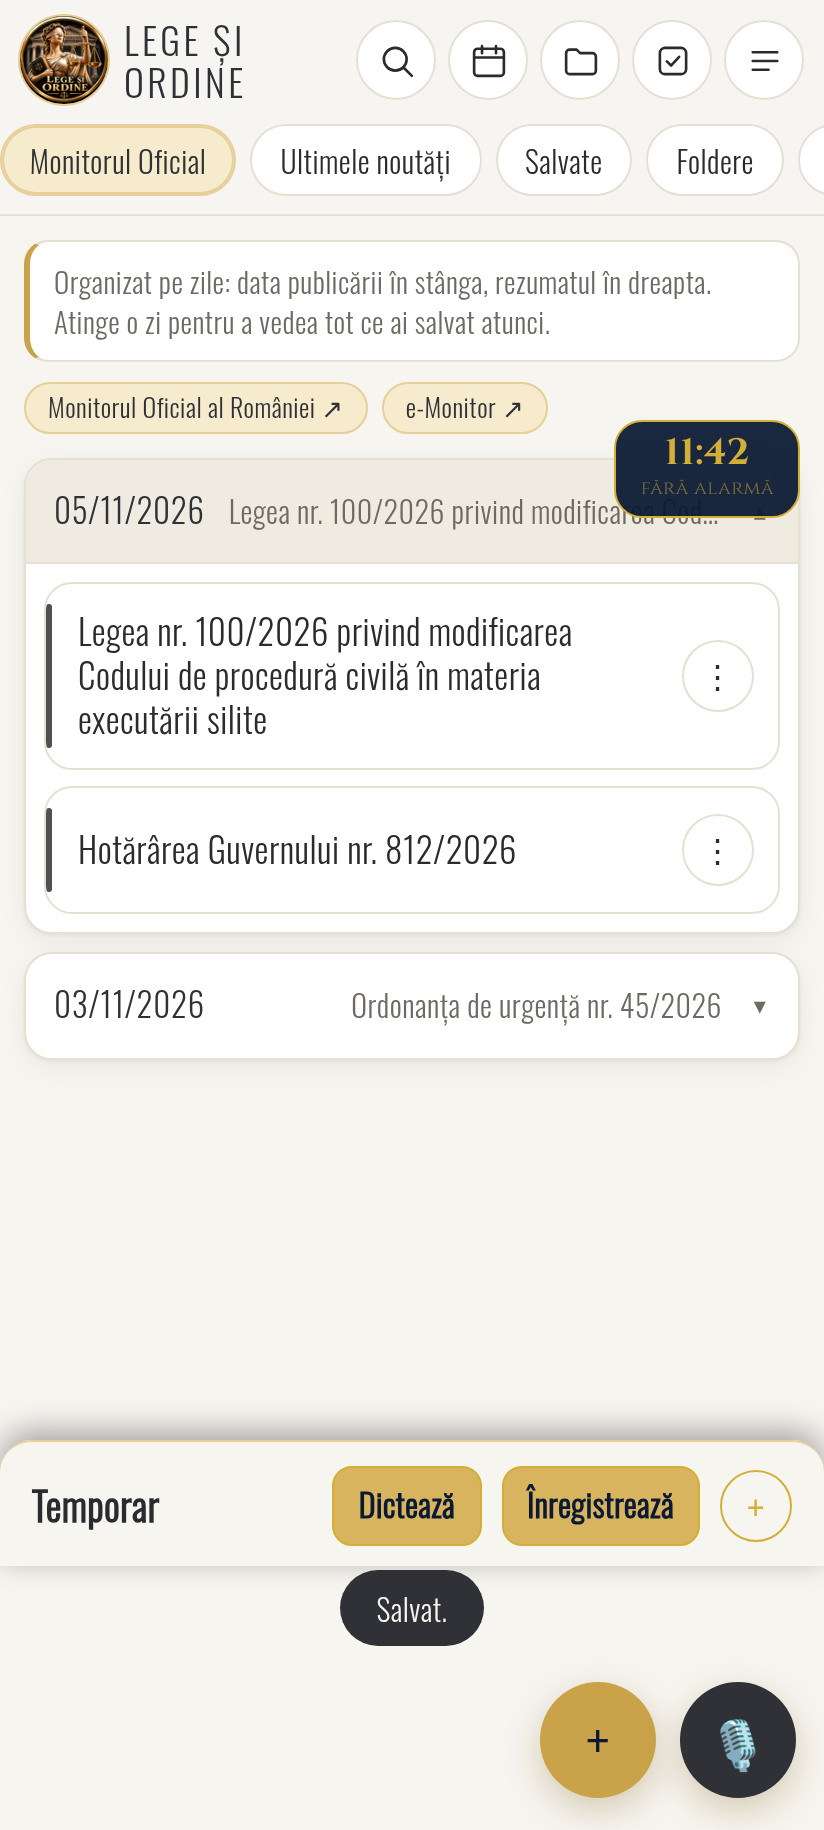 LEGE ȘI
ORDINE
LEGE ȘI
ORDINE
Monitorul Oficial
Ultimele noutăți
Salvate
Foldere
Organizat pe zile: data publicării în stânga, rezumatul în dreapta.
Atinge o zi pentru a vedea tot ce ai salvat atunci.
Monitorul Oficial al României ↗
e-Monitor ↗
11:42
FĂRĂ ALARMĂ
05/11/2026 Legea nr. 100/2026 privind modificarea Cod...
Legea nr. 100/2026 privind modificarea
Codului de procedură civilă în materia
executării silite
Hotărârea Guvernului nr. 812/2026
03/11/2026 Ordonanța de urgență nr. 45/2026
Temporar
Dictează
Înregistrează
+
Salvat.
+